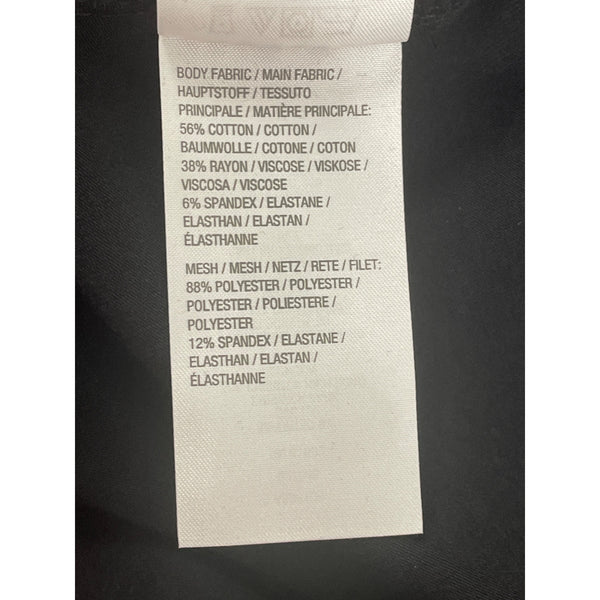 BODY FABRIC / MAIN FABRIC /
HAUPTSTOFF / TESSUTO
PRINCIPALE / MATIÈRE PRINCIPALE:
56% COTTON / COTTON /
BAUMWOLLE / COTONE / COTON
38% RAYON / VISCOSE / VISKOSE /
VISCOSA / VISCOSE
6% SPANDEX / ELASTANE /
ELASTHAN / ELASTAN /
ÉLASTHANNE
MESH / MESH / NETZ / RETE / FILET:
88% POLYESTER / POLYESTER /
POLYESTER / POLIESTERE /
POLYESTER
12% SPANDEX / ELASTANE /
ELASTHAN / ELASTAN /
ÉLASTHANNE